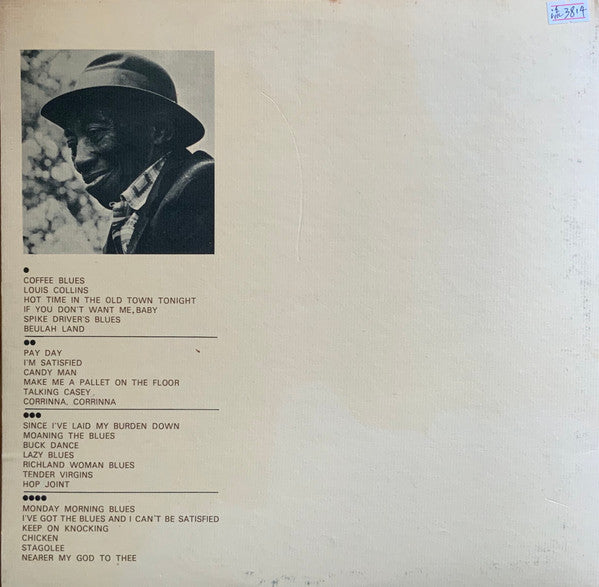 3814
COFFEE BLUES
LOUIS COLLINS
HOT TIME IN THE OLD TOWN TONIGHT
IF YOU DON'T WANT ME,BABY
SPIKE DRIVER'S BLUES
BEULAH LAND
PAY DAY
I'M SATISFIED
CANDY MAN
MAKE ME A PALLET ON THE FLOOR
TALKING CASEY
CORRINNA, CORRINNA
SINCE I'VE LAID MY BURDEN DOWN
MOANING THE BLUES
BUCK DANCE
LAZY BLUES
RICHLAND WOMAN BLUES
TENDER VIRGINS
HOP JOINT
MONDAY MORNING BLUES
I'VE GOT THE BLUES AND I CAN'T BE SATISFIED
KEEP ON KNOCKING
CHICKEN
STAGOLEE
NEARER MY GOD TO THEE